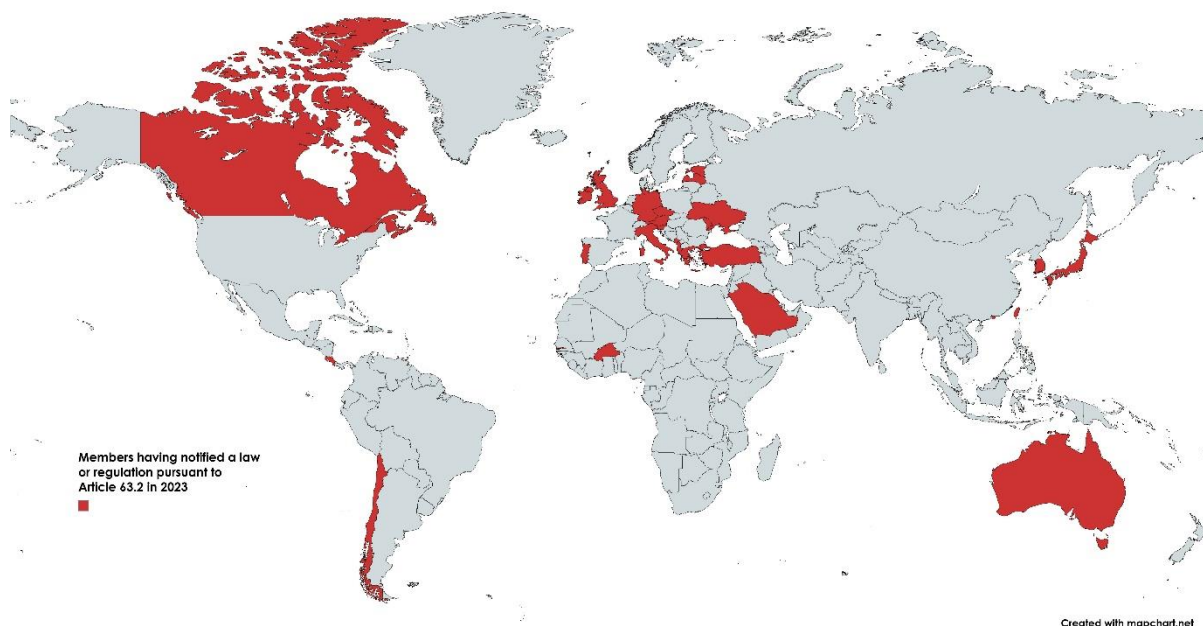 Members having notified a law
or regulation pursuant to
Article 63.2 in 2023
Created with mapchart.net